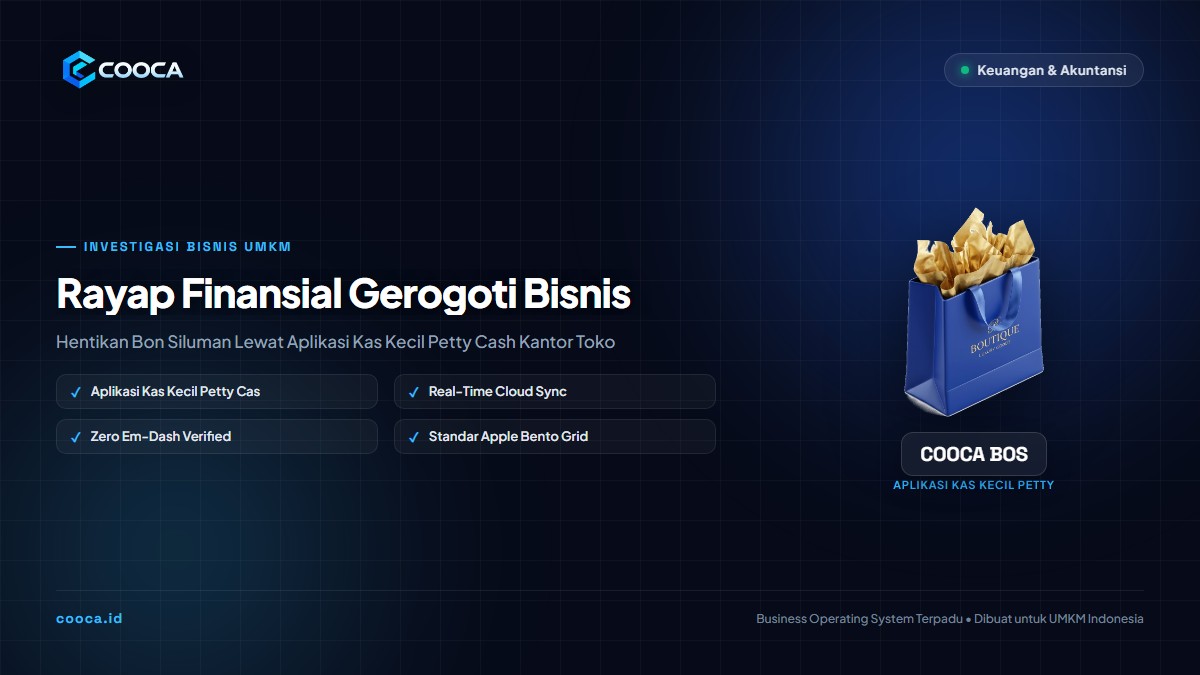 COOCA
Keuangan & Akuntansi
INVESTIGASI BISNIS UMKM
Rayap Finansial Gerogoti Bisnis
Hentikan Bon Siluman Lewat Aplikasi Kas Kecil Petty Cash Kantor Toko
✓ Aplikasi Kas Kecil Petty Cas
✓ Real-Time Cloud Sync
✓ Zero Em-Dash Verified
✓ Standar Apple Bento Grid
BOUTIQUE
COOCA BOS
APLIKASI KAS KECIL PETTY
cooca.id
Business Operating System Terpadu • Dibuat untuk UMKM Indonesia